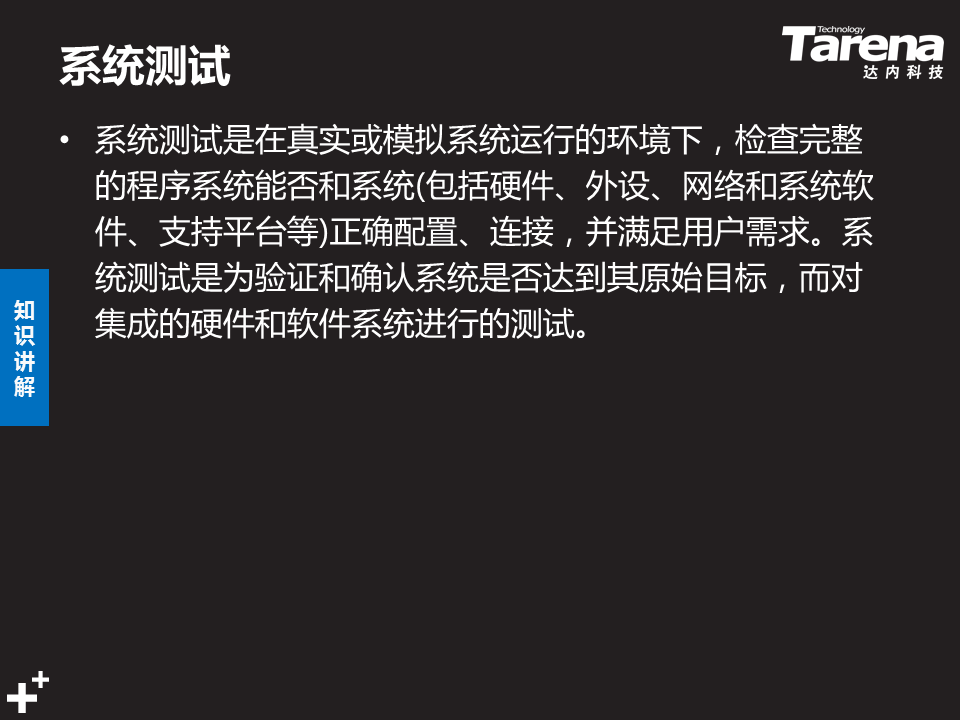 系统测试
Technology
Tarena
达内科技
• 系统测试是在真实或模拟系统运行的环境下，检查完整
的程序系统能否和系统(包括硬件、外设、网络和系统软
件、支持平台等)正确配置、连接，并满足用户需求。系
统测试是为验证和确认系统是否达到其原始目标，而对
集成的硬件和软件系统进行的测试。
知
识
讲
解